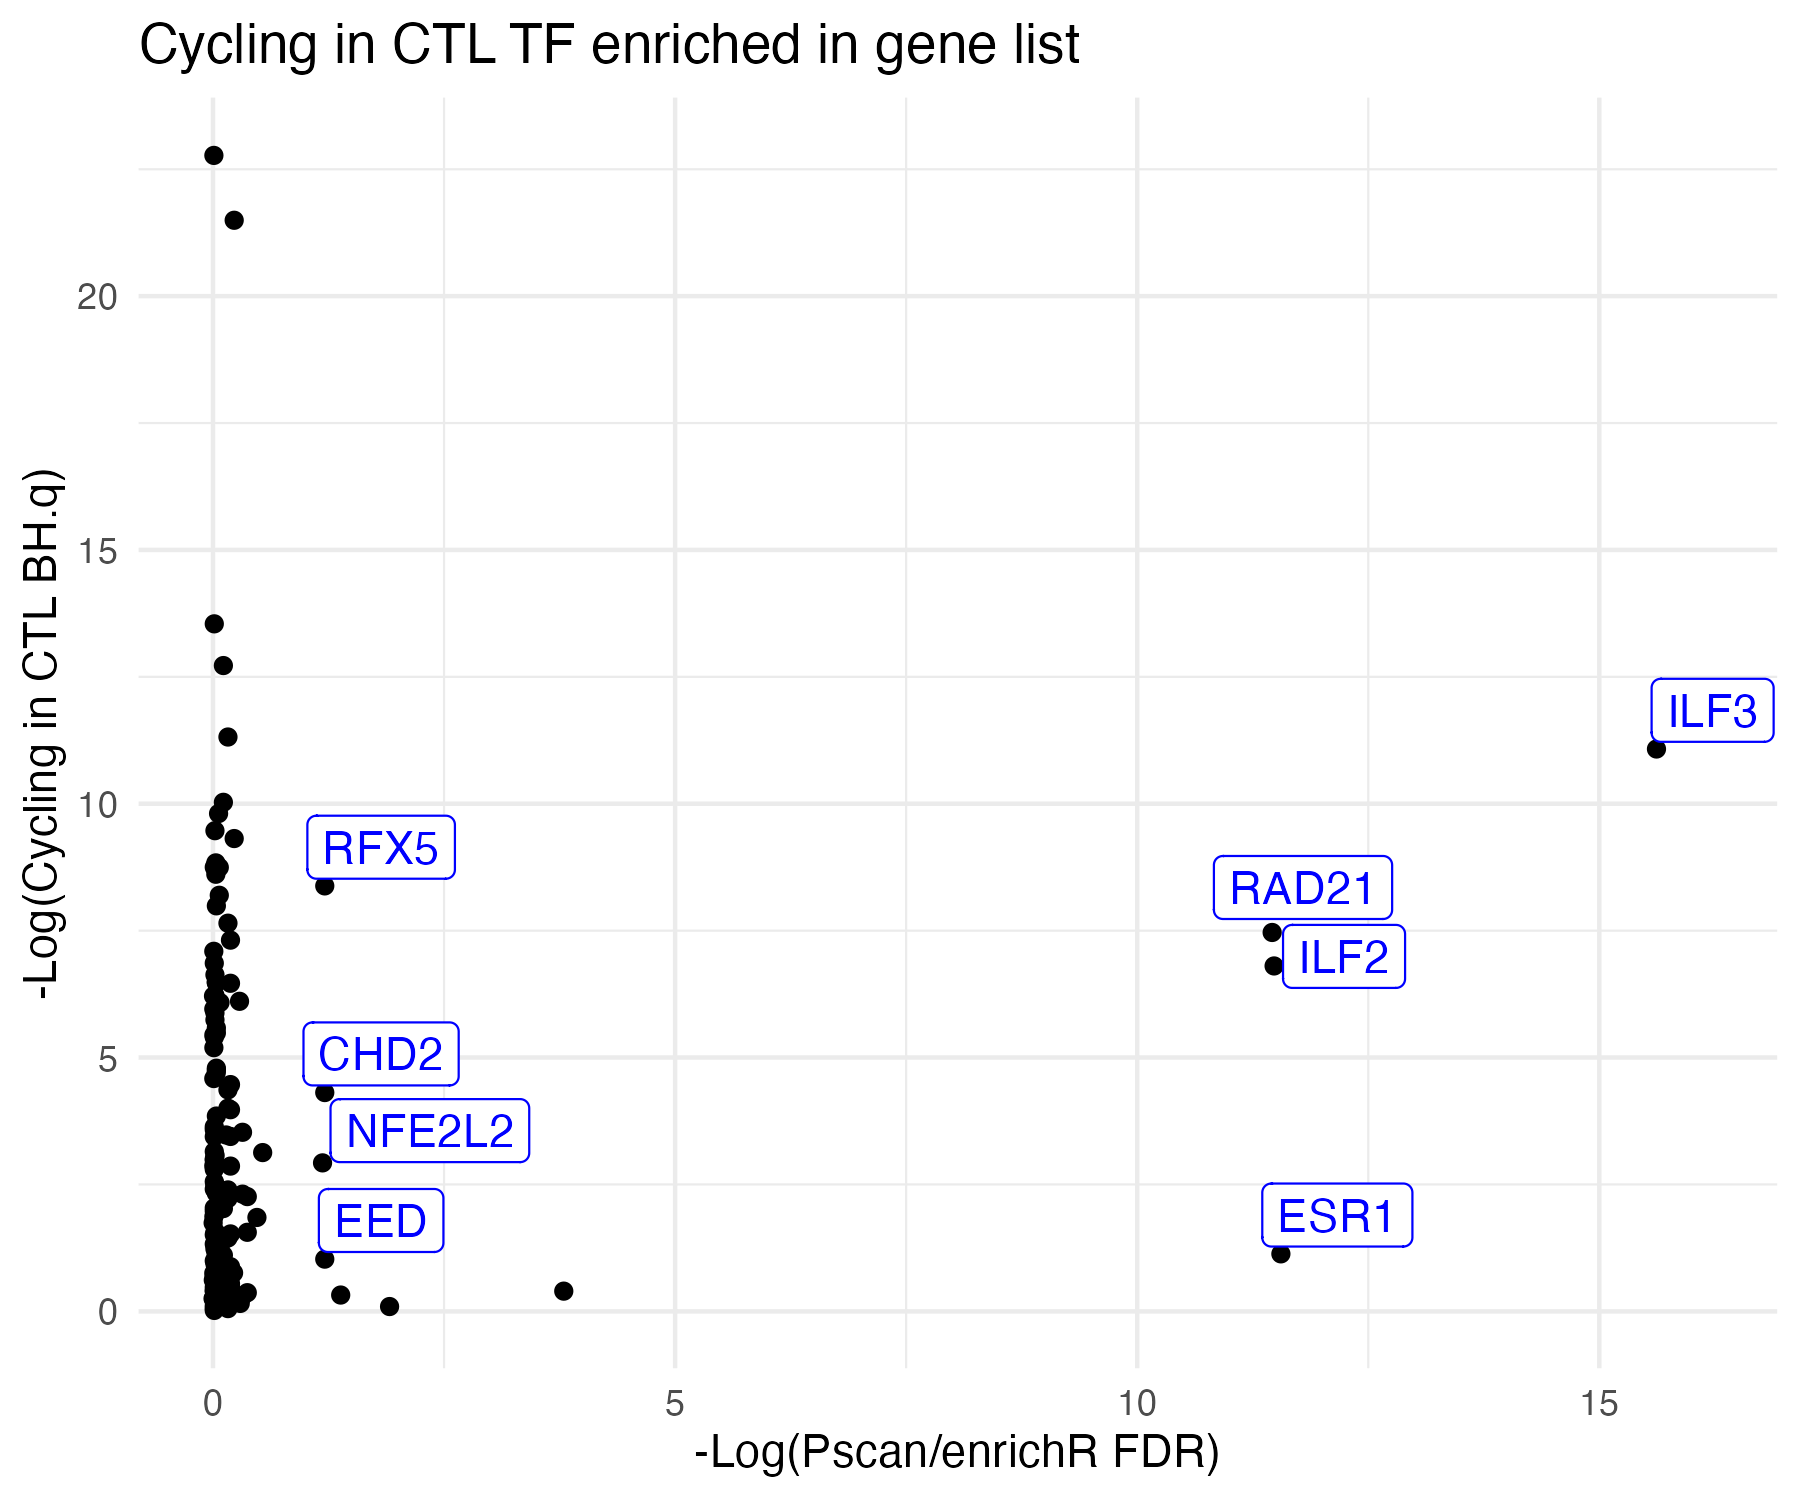 Cycling in CTL TF enriched in gene list
-Log(Cycling in CTL BH.q)
20
15
10
5
0
ILF3
RFX5
RAD21
ILF2
CHD2
NFE2L2
EED
ESR1
0
5
10
15
-Log(Pscan/enrichR FDR)